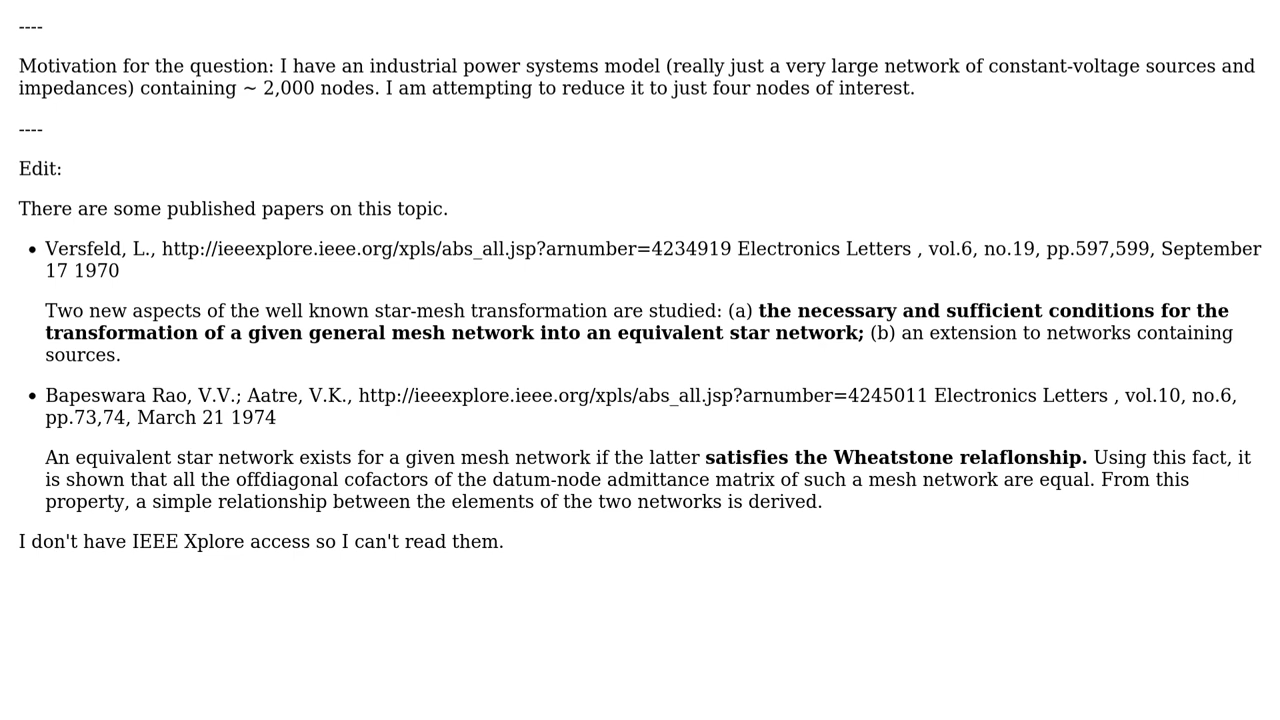 ----
Motivation for the question: I have an industrial power systems model (really just a very large network of constant-voltage sources and
impedances) containing ~ 2,000 nodes. I am attempting to reduce it to just four nodes of interest.
----
Edit:
There are some published papers on this topic.
• Versfeld, L., http://ieeexplore.ieee.org/xpls/abs_all.jsp?arnumber=4234919 Electronics Letters , vol.6, no.19, pp.597,599, September
17 1970
Two new aspects of the well known star-mesh transformation are studied: (a) the necessary and sufficient conditions for the
transformation of a given general mesh network into an equivalent star network; (b) an extension to networks containing
sources.
• Bapeswara Rao, V.V.; Aatre, V.K., http://ieeexplore.ieee.org/xpls/abs_all.jsp?arnumber=4245011 Electronics Letters , vol.10, no.6,
pp.73,74, March 21 1974
An equivalent star network exists for a given mesh network if the latter satisfies the Wheatstone relaflonship. Using this fact, it
is shown that all the offdiagonal cofactors of the datum-node admittance matrix of such a mesh network are equal. From this
property, a simple relationship between the elements of the two networks is derived.
I don't have IEEE Xplore access so I can't read them.